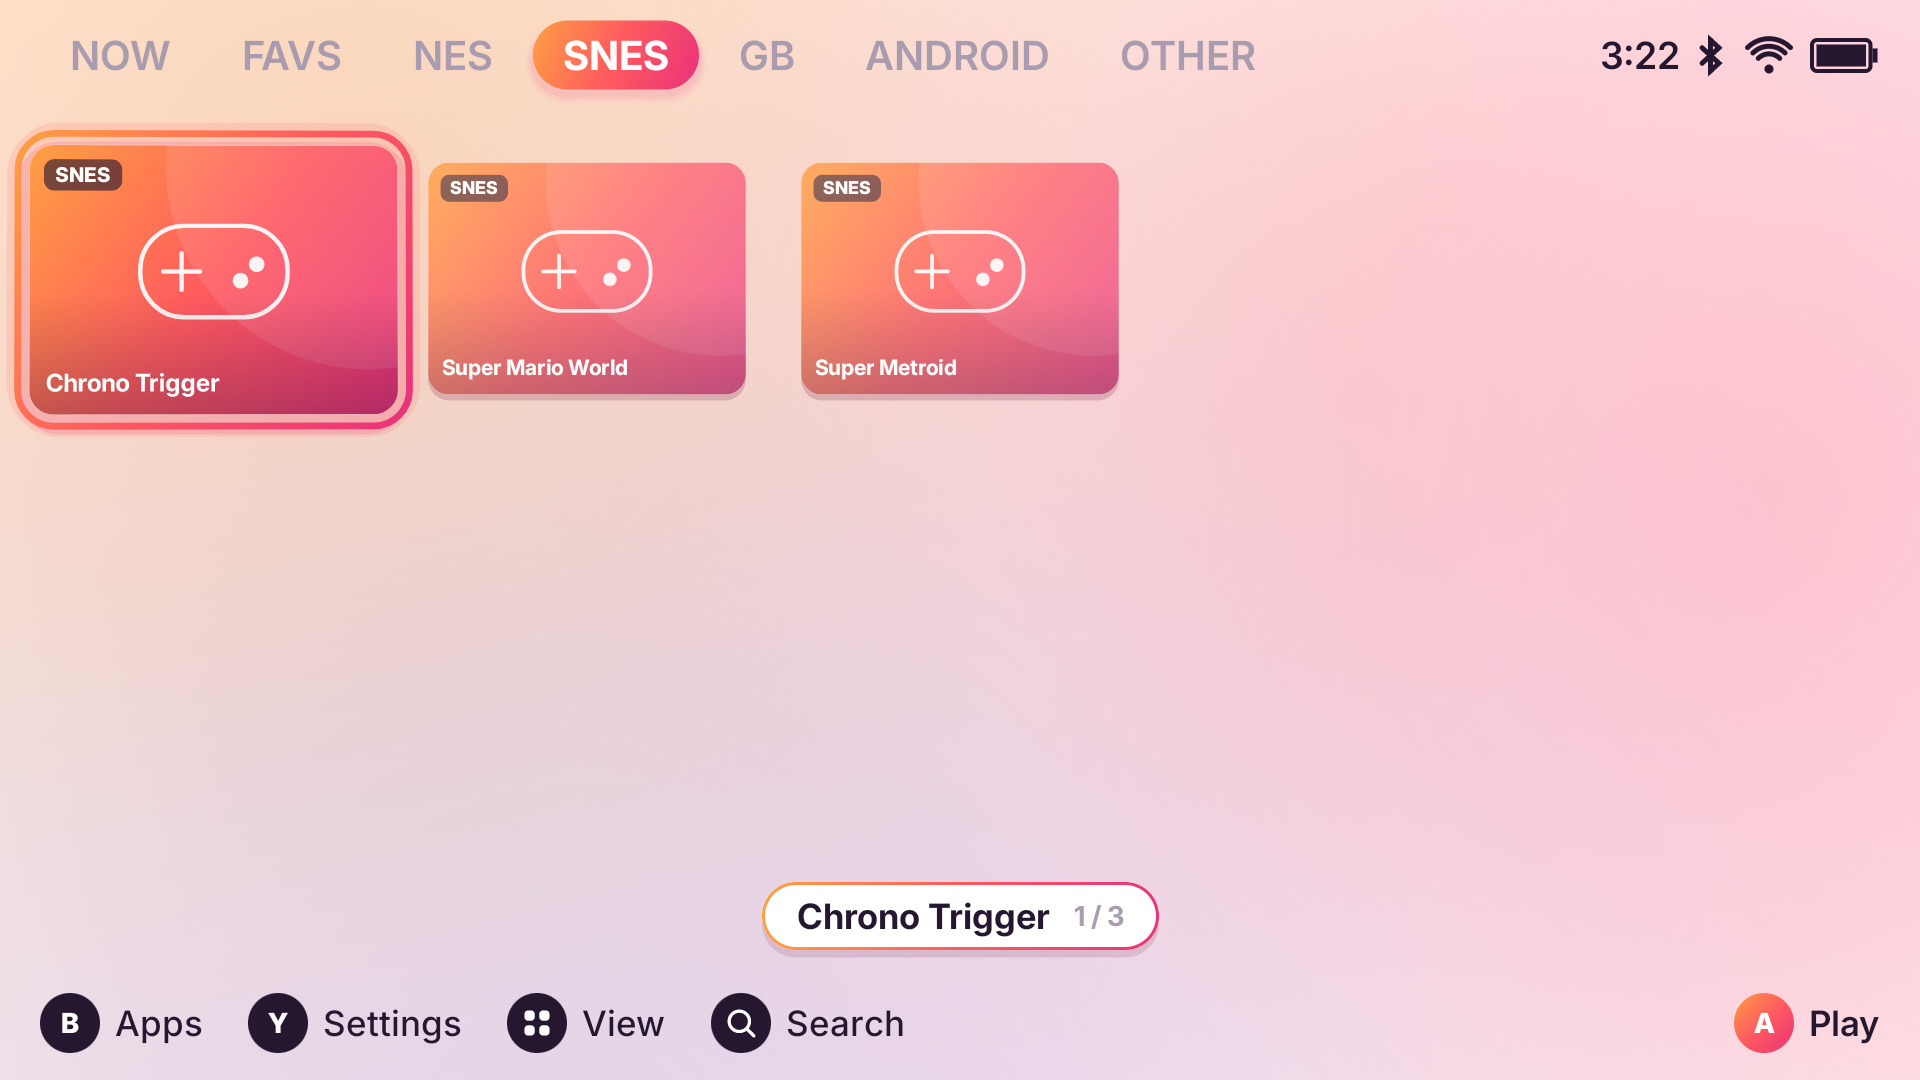 NOW FAVS NES SNES GB ANDROID OTHER 3:22
SNES SNES SNES
Chrono Trigger Super Mario World Super Metroid
Chrono Trigger 1 / 3
B Apps Y Settings View Search A Play